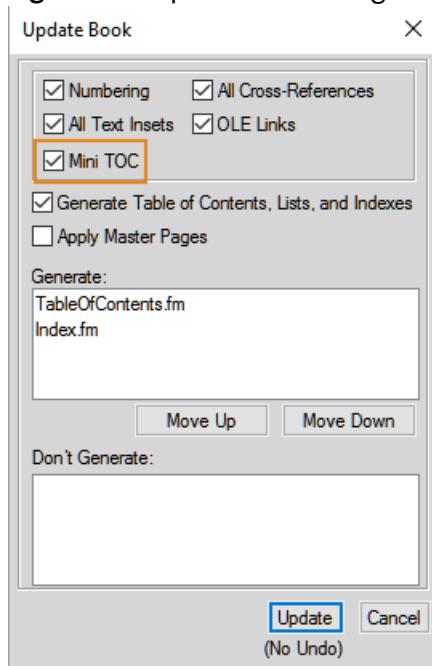 Update Book
Numbering All Cross-References
All Text Insets OLE Links
Mini TOC
Generate Table of Contents, Lists, and Indexes
Apply Master Pages
Generate:
TableOfContents.fm
Index.fm
Move Up Move Down
Don't Generate:
Update Cancel
(No Undo)